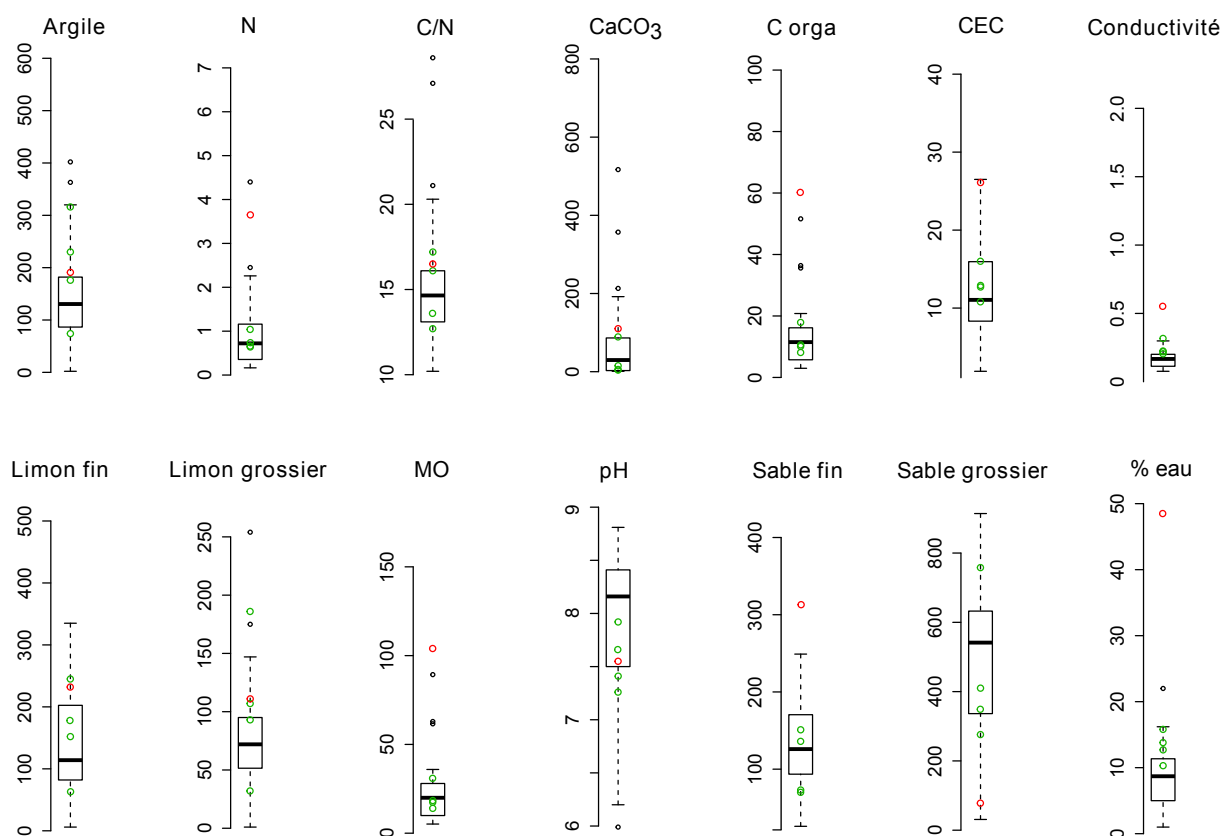 Argile N C/N CaCO3 C orga CEC Conductivité
600 500 400 300 200 100 0
7 6 5 4 3 2 1 0
25 20 15 10
800 600 400 200 0
100 80 60 40 20 0
40 30 20 10
2.0 1.5 1.0 0.5 0
Limon fin Limon grossier MO pH Sable fin Sable grossier % eau
500 400 300 200 100 0
250 200 150 100 50 0
150 100 50 0
9 8 7 6
400 300 200 100
800 600 400 200 0
50 40 30 20 10 0